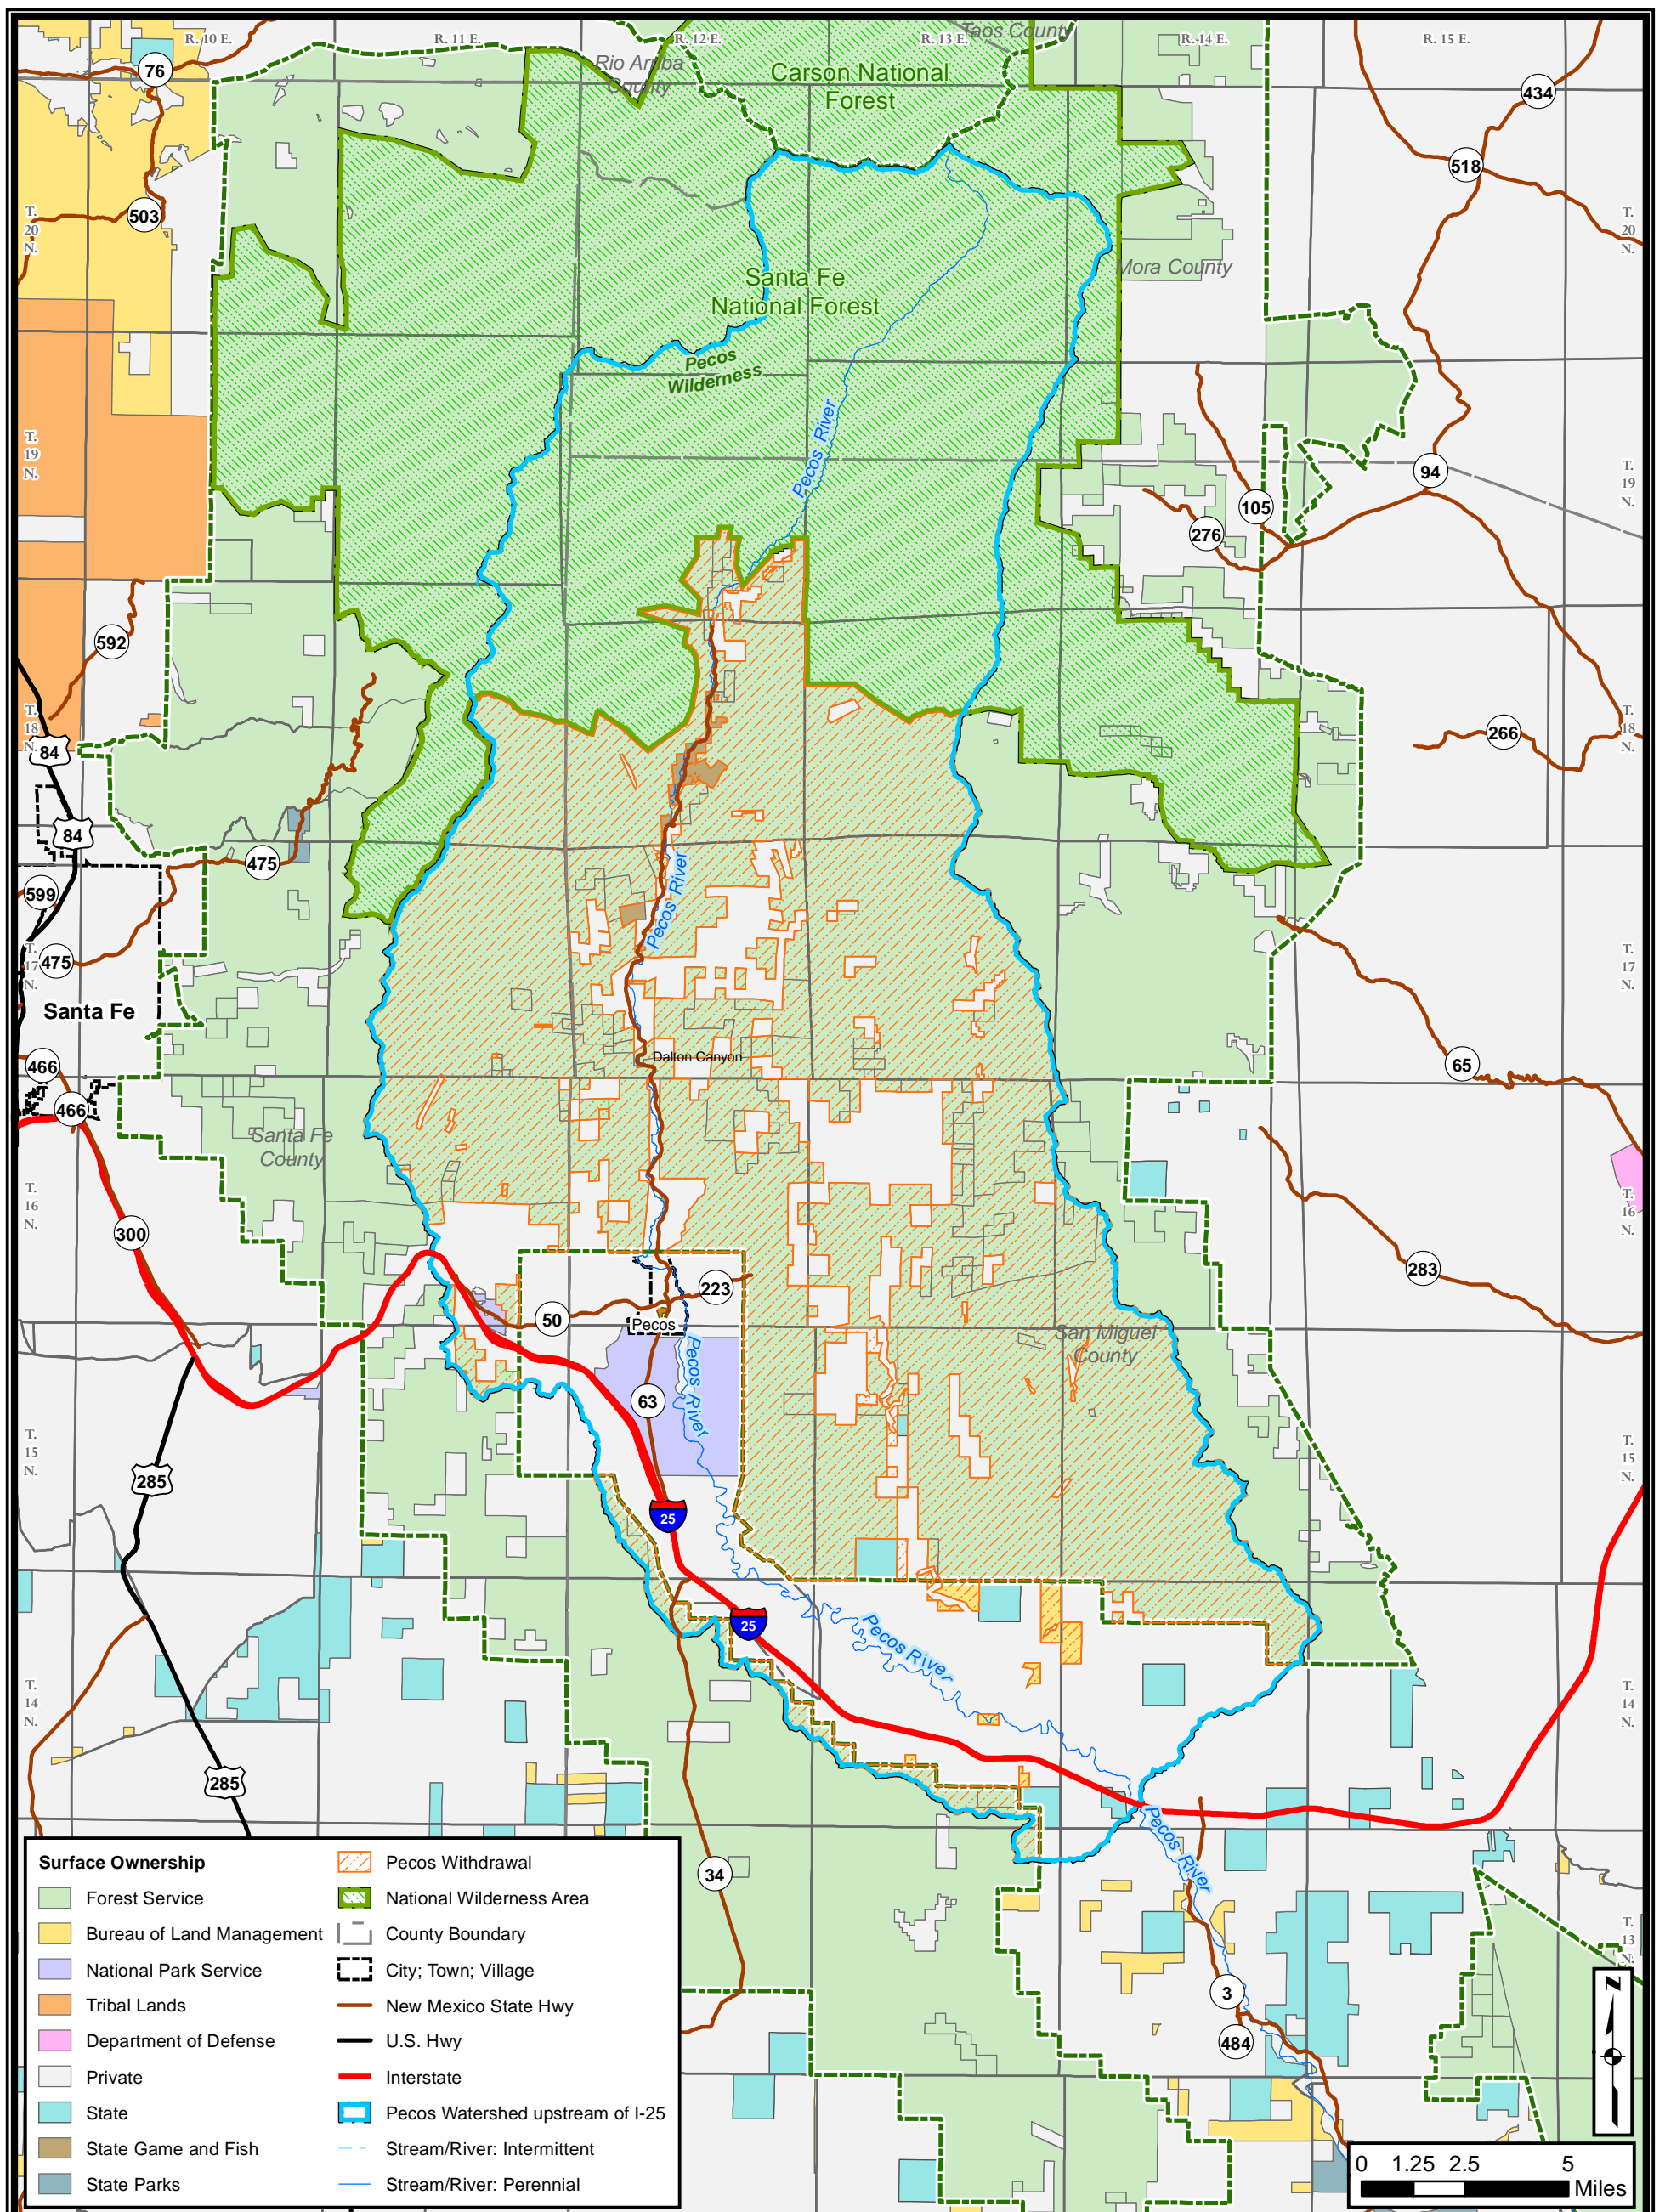 R. 10 E.
R. 11 E.
R. 12 E.
R. 13 E.
R. 14 E.
R. 15 E.
Taos County
Rio Arriba
County
Carson National
Forest
76
434
518
503
T.
20
N.
T.
20
N.
Mora County
Santa Fe
National Forest
Pecos
Wilderness
Pecos River
T.
19
N.
T.
19
N.
94
105
276
592
T.
18
N.
T.
18
N.
84
266
84
475
599
Pecos River
T.
17
N.
T.
17
N.
475
Santa Fe
Dalton Canyon
466
65
466
Santa Fe
County
T.
16
N.
T.
16
N.
300
283
223
50
Pecos
San Miguel
County
Pecos River
63
T.
15
N.
T.
15
N.
285
25
25
Pecos River
T.
14
N.
T.
14
N.
285
Pecos River
34
T.
13
N.
3
484
Surface Ownership
Forest Service
Bureau of Land Management
National Park Service
Tribal Lands
Department of Defense
Private
State
State Game and Fish
State Parks
Pecos Withdrawal
National Wilderness Area
County Boundary
City; Town; Village
New Mexico State Hwy
U.S. Hwy
Interstate
Pecos Watershed upstream of I-25
Stream/River: Intermittent
Stream/River: Perennial
N
0 1.25 2.5 5
Miles